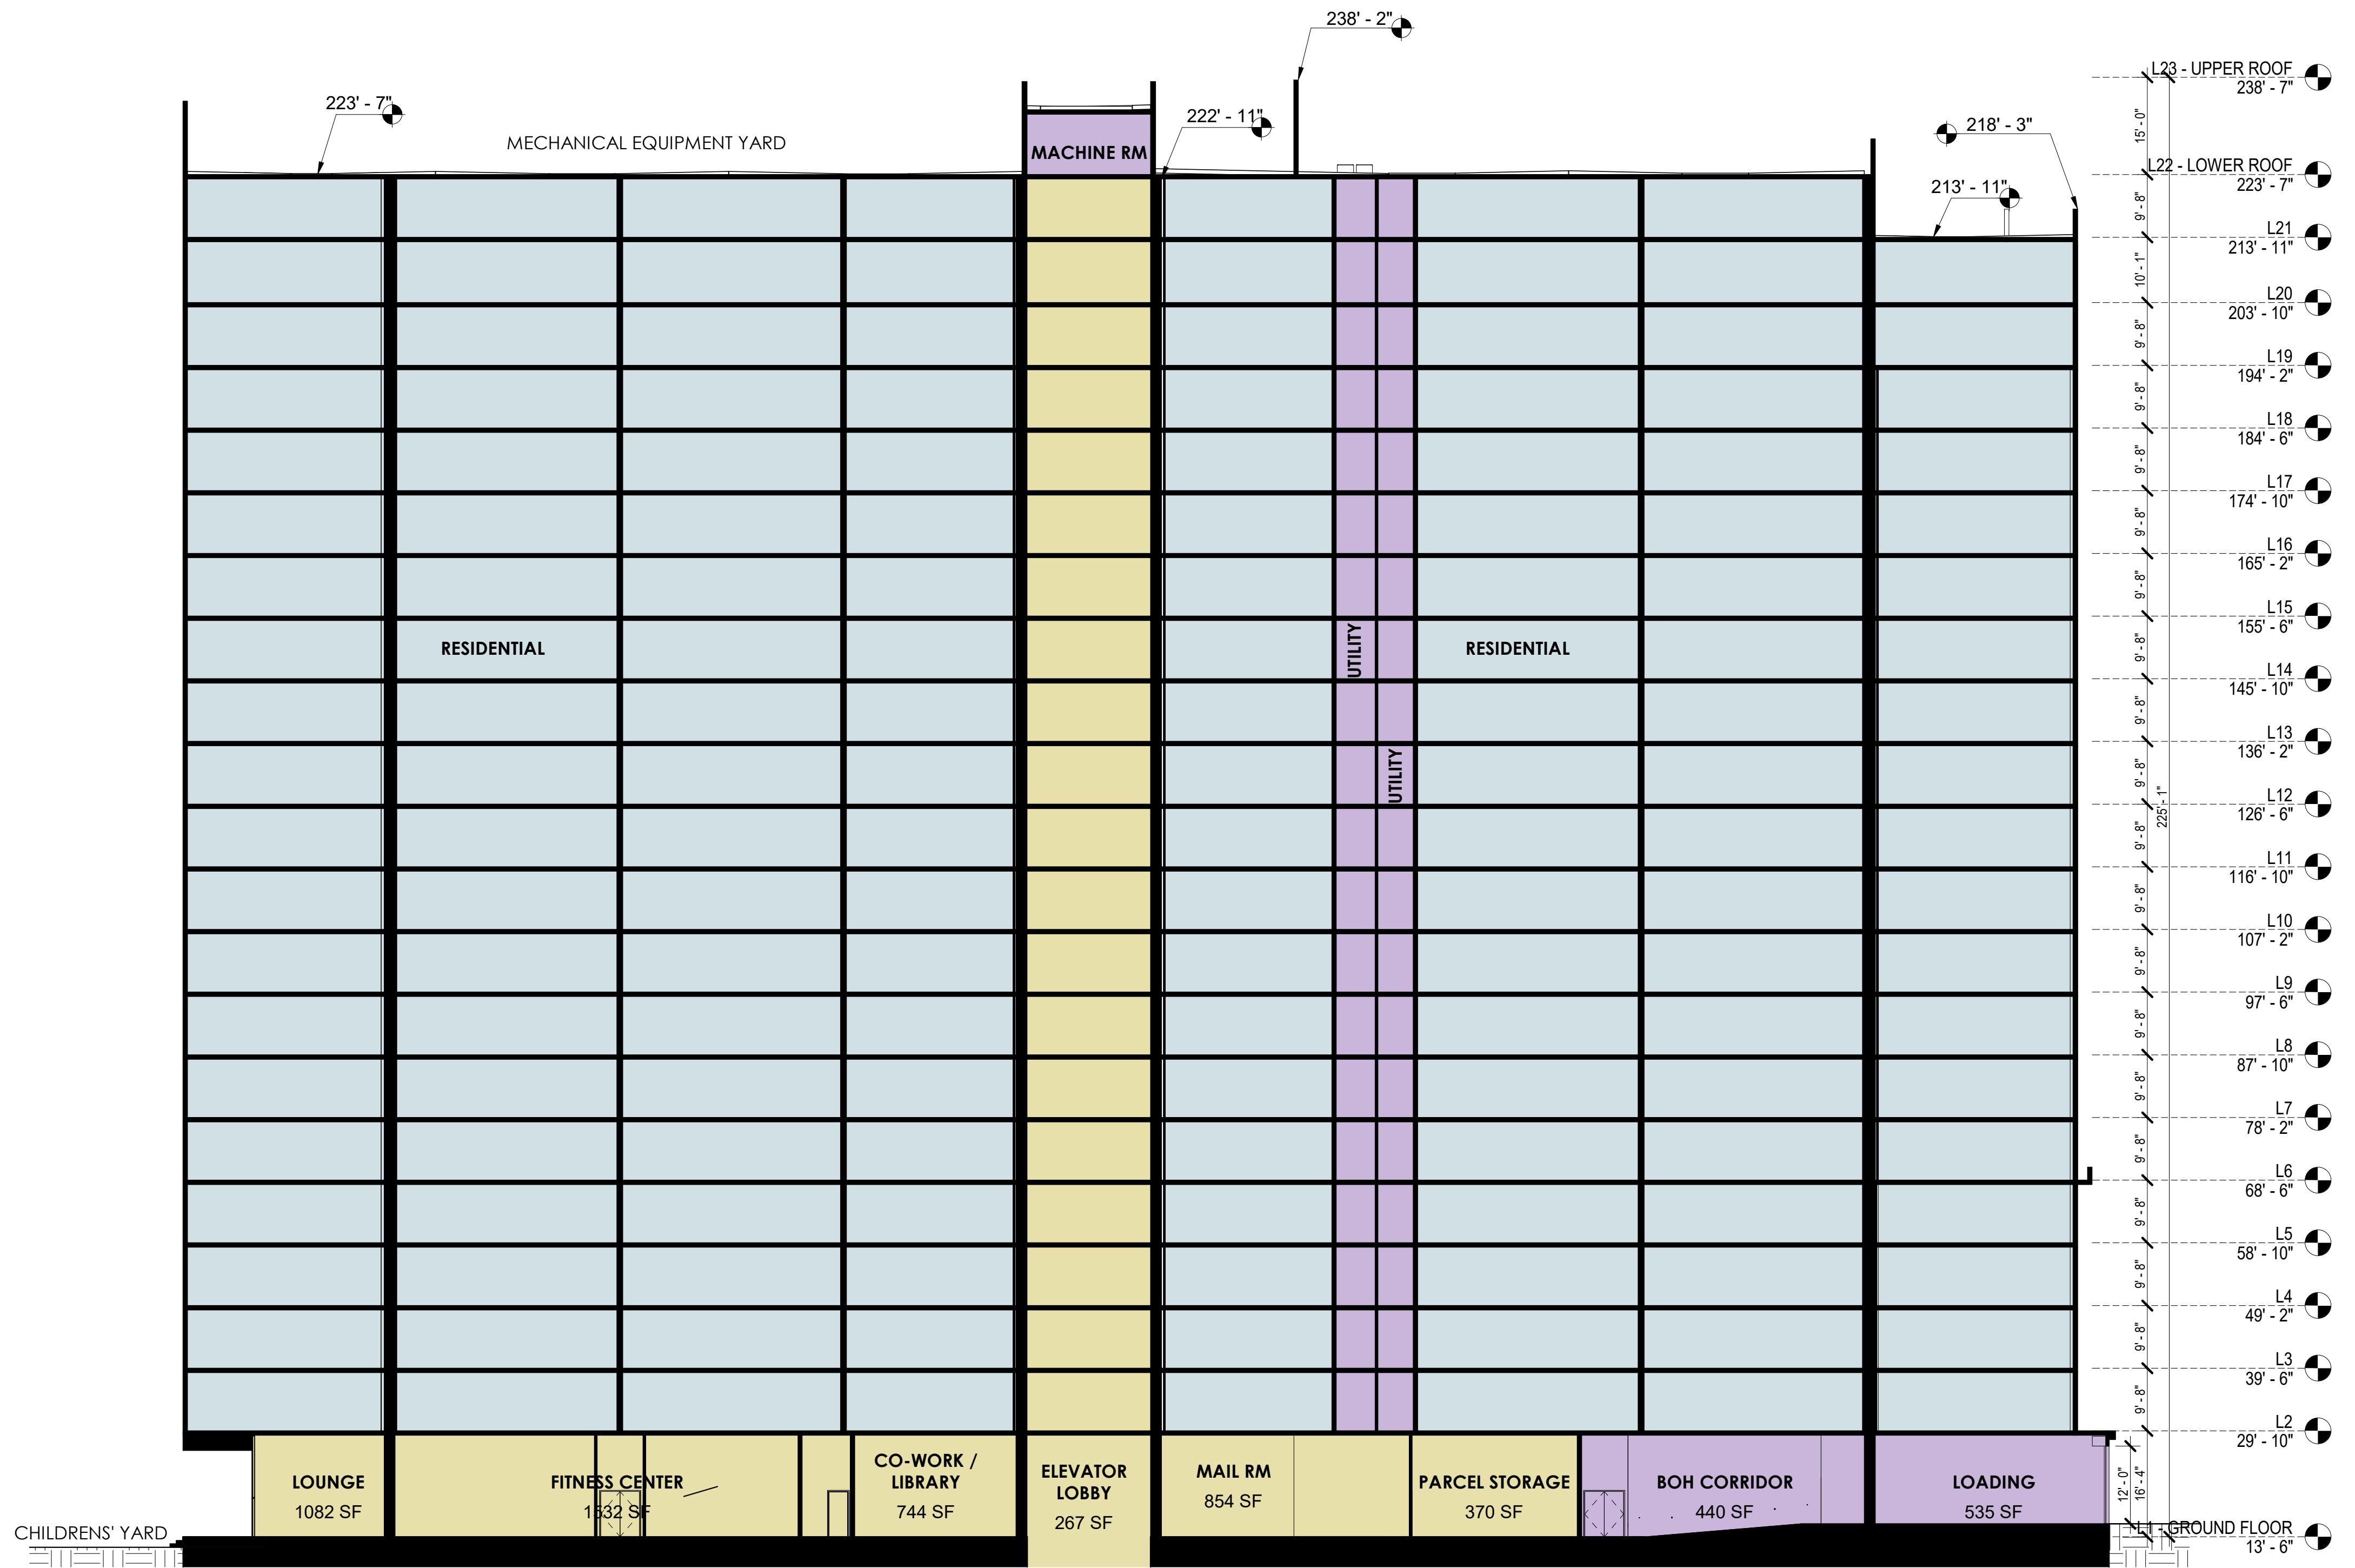 238' - 2"
L23 - UPPER ROOF
238' - 7"
223' - 7"
222' - 11"
218' - 3"
15' - 0"
MECHANICAL EQUIPMENT YARD
MACHINE RM
L22 - LOWER ROOF
223' - 7"
213' - 11"
9' - 8"
L21
213' - 11"
10' - 1"
L20
203' - 10"
9' - 8"
L19
194' - 2"
9' - 8"
L18
184' - 6"
9' - 8"
L17
174' - 10"
9' - 8"
L16
165' - 2"
9' - 8"
L15
155' - 6"
RESIDENTIAL
UTILITY
RESIDENTIAL
9' - 8"
L14
145' - 10"
9' - 8"
L13
136' - 2"
UTILITY
9' - 8"
L12
126' - 6"
225' - 1"
9' - 8"
L11
116' - 10"
9' - 8"
L10
107' - 2"
9' - 8"
L9
97' - 6"
9' - 8"
L8
87' - 10"
9' - 8"
L7
78' - 2"
9' - 8"
L6
68' - 6"
9' - 8"
L5
58' - 10"
9' - 8"
L4
49' - 2"
9' - 8"
L3
39' - 6"
9' - 8"
L2
29' - 10"
LOUNGE
1082 SF
FITNESS CENTER
1532 SF
CO-WORK /
LIBRARY
744 SF
ELEVATOR
LOBBY
267 SF
MAIL RM
854 SF
PARCEL STORAGE
370 SF
BOH CORRIDOR
440 SF
LOADING
535 SF
12' - 0"
16' - 4"
CHILDRENS' YARD
L1 - GROUND FLOOR
13' - 6"